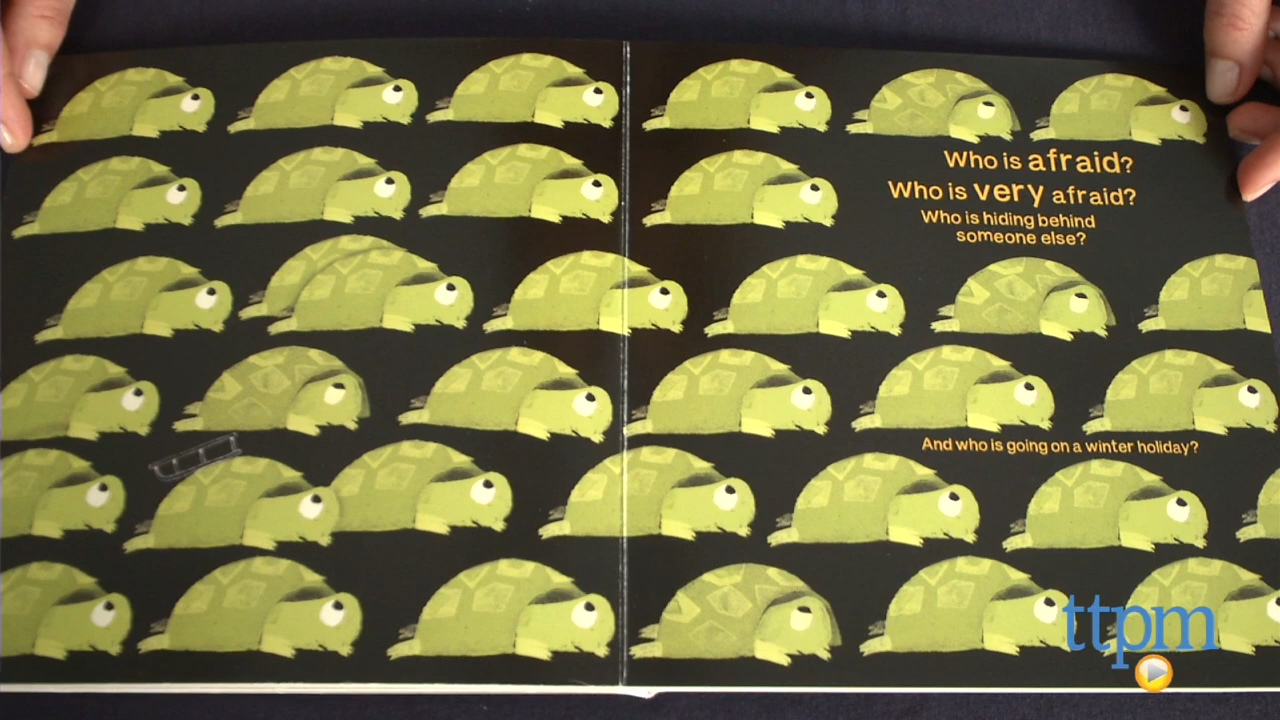 Who is afraid?
Who is very afraid?
Who is hiding behind
someone else?
And who is going on a winter holiday?
ttpm